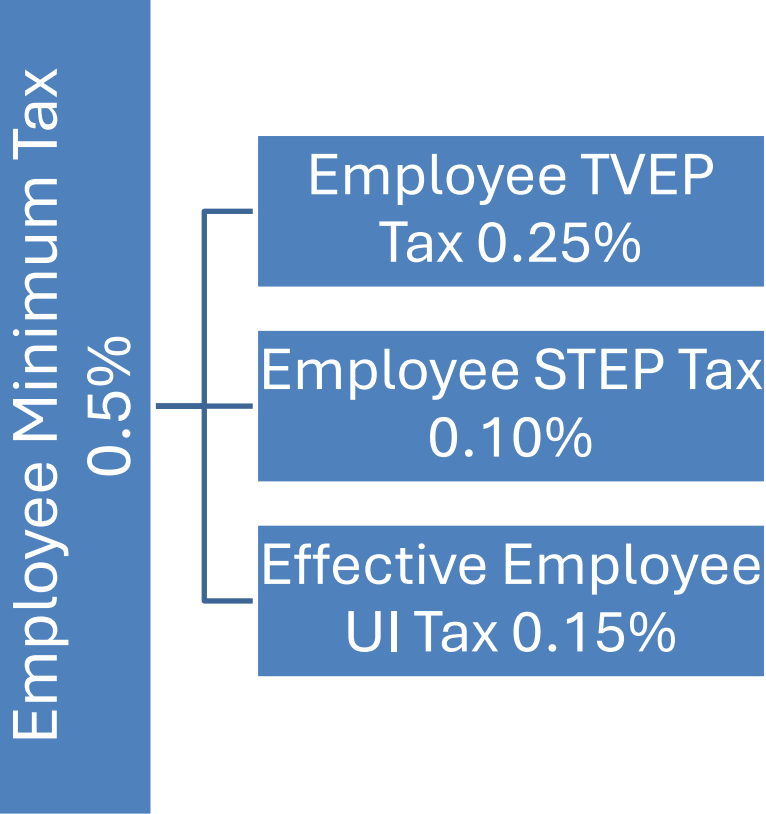 Employee Minimum Tax
0.5%
Employee TVEP
Tax 0.25%
Employee STEP Tax
0.10%
Effective Employee
UI Tax 0.15%